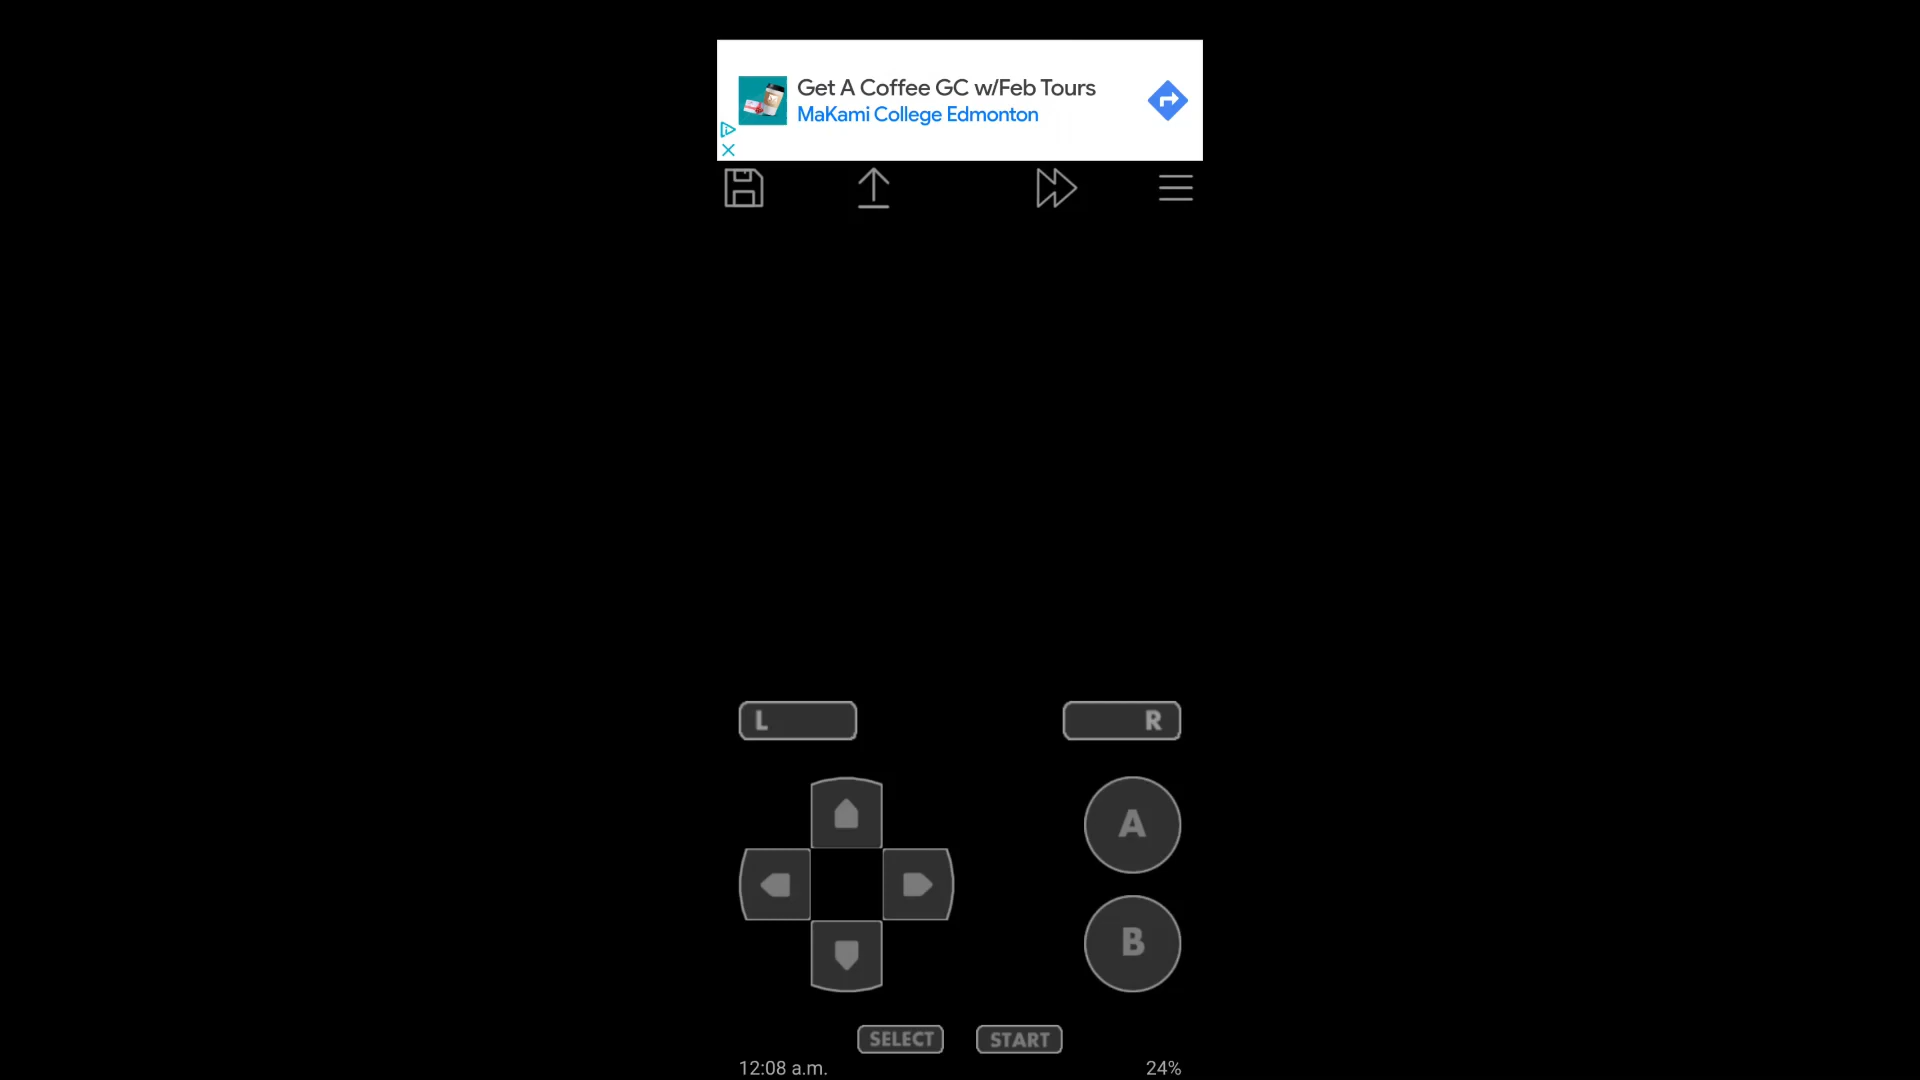 Get A Coffee GC w/Feb Tours
MaKami College Edmonton
L
R
A
B
SELECT
START
12:08 a.m.
24%